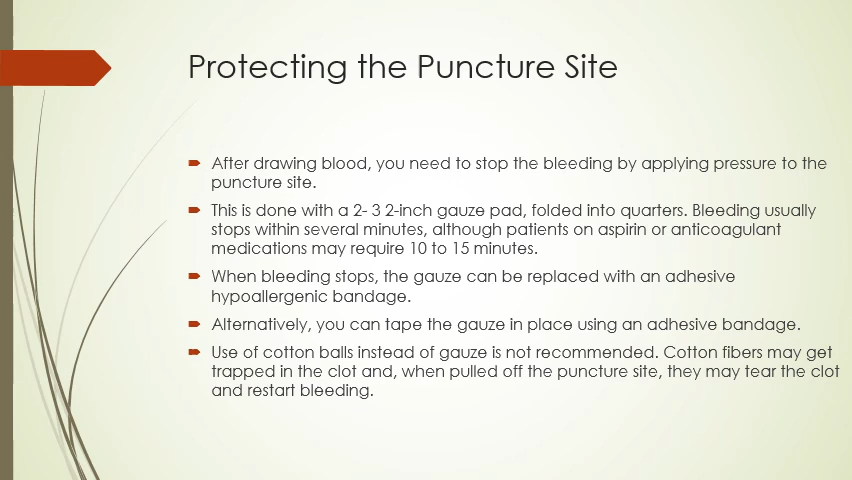 Protecting the Puncture Site
After drawing blood, you need to stop the bleeding by applying pressure to the
puncture site.
This is done with a 2- 3 2-inch gauze pad, folded into quarters. Bleeding usually
stops within several minutes, although patients on aspirin or anticoagulant
medications may require 10 to 15 minutes.
When bleeding stops, the gauze can be replaced with an adhesive
hypoallergenic bandage.
Alternatively, you can tape the gauze in place using an adhesive bandage.
Use of cotton balls instead of gauze is not recommended. Cotton fibers may get
trapped in the clot and, when pulled off the puncture site, they may tear the clot
and restart bleeding.